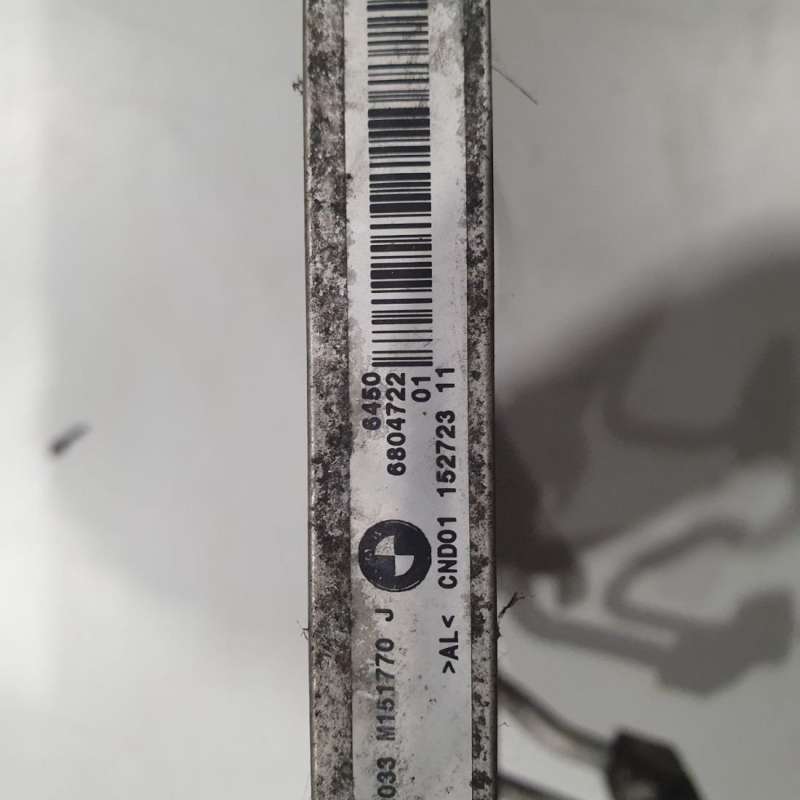 6450
6804722
01
CND01 152723 11
>AL<
033 M151770 J